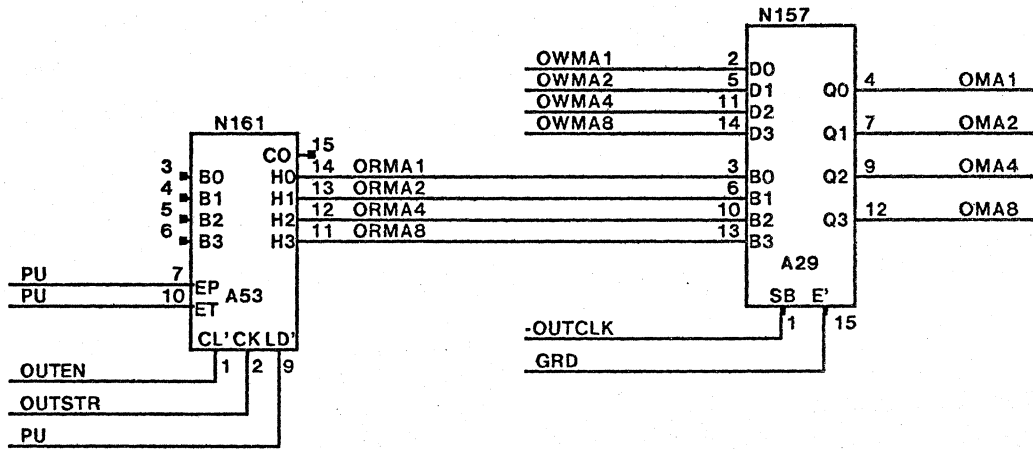 N157
OWMA1 2 D0
OWMA2 5 D1
OWMA4 11 D2
OWMA8 14 D3
Q0 4 OMA1
Q1 7 OMA2
Q2 9 OMA4
Q3 12 OMA8
N161
CO 15
3 B0 H0 14 ORMA1 3 B0
4 B1 H1 13 ORMA2 6 B1
5 B2 H2 12 ORMA4 10 B2
6 B3 H3 11 ORMA8 13 B3
PU 7 EP
PU 10 ET
A53
A29
SB E'
-OUTCLK 1 15
GRD
CL' CK LD'
OUTEN 1 2 9
OUTSTR
PU